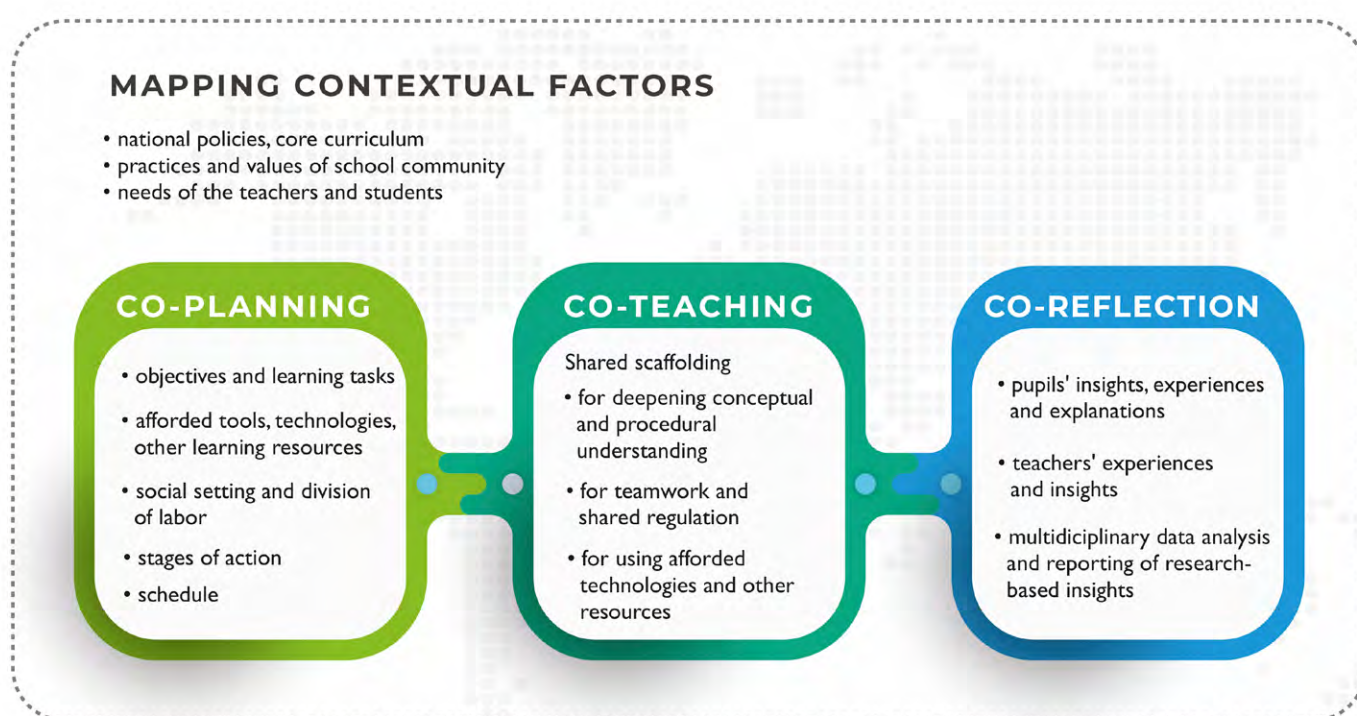 MAPPING CONTEXTUAL FACTORS
• national policies, core curriculum
• practices and values of school community
• needs of the teachers and students
CO-PLANNING
• objectives and learning tasks
• afforded tools, technologies,
other learning resources
• social setting and division
of labor
• stages of action
• schedule
CO-TEACHING
Shared scaffolding
• for deepening conceptual
and procedural
understanding
• for teamwork and
shared regulation
• for using afforded
technologies and other
resources
CO-REFLECTION
• pupils' insights, experiences
and explanations
• teachers' experiences
and insights
• multidiciplinary data analysis
and reporting of research-
based insights